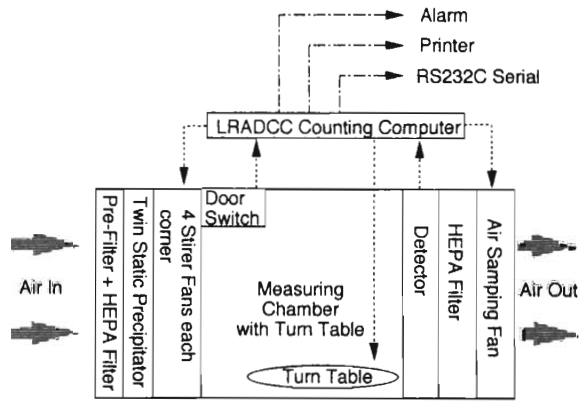 Alarm
Printer
RS232C Serial
LRADCC Counting Computer
Air In
Pre-Filter + HEPA Filter
Twin Static Precipitator
4 Stirer Fans each
corner
Door
Switch
Measuring
Chamber
with Turn Table
Turn Table
Detector
HEPA Filter
Air Samping Fan
Air Out